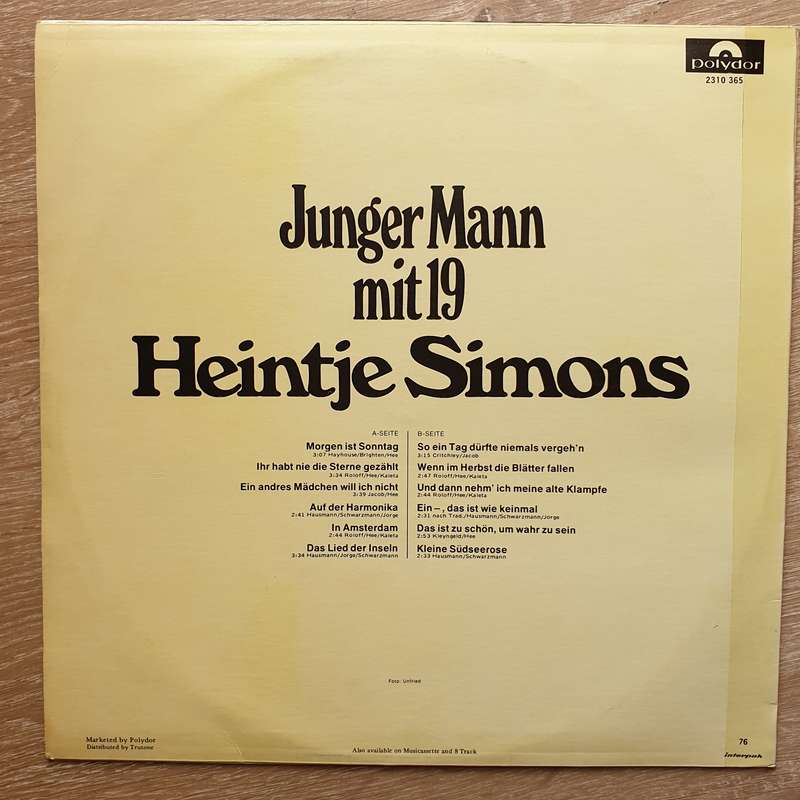 Polydor
2310 365
Junger Mann
mit 19
Heintje Simons
A-SEITE
Morgen ist Sonntag
3:07 Hayhouse/Brighten/Hee
Ihr habt nie die Sterne gezählt
3:34 Roloff/Hee/Kaleta
Ein andres Mädchen will ich nicht
3:39 Jacob/Hee
Auf der Harmonika
2:41 Hausmann/Schwarzmann/Jorge
In Amsterdam
2:44 Roloff/Hee/Kaleta
Das Lied der Inseln
3:34 Hausmann/Jorge/Schwarzmann
B-SEITE
So ein Tag dürfte niemals vergeh'n
3:15 Critchley/Jacob
Wenn im Herbst die Blätter fallen
2:47 Roloff/Hee/Kaleta
Und dann nehm' ich meine alte Klampfe
2:44 Roloff/Hee/Kaleta
Ein –, das ist wie keinmal
2:31 nach Trad./Hausmann/Schwarzmann/Jorge
Das ist zu schön, um wahr zu sein
2:53 Kleyngeld/Hee
Kleine Südseerose
2:33 Hausmann/Schwarzmann
Foto: Unfried
Marketed by Polydor
Distributed by Trutone
Also available on Musicassette and 8 Track
76
interpak